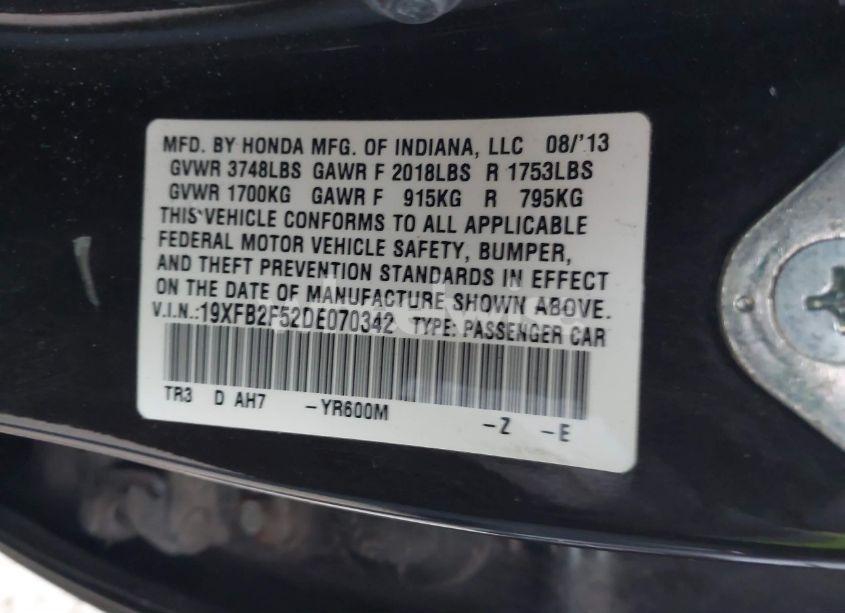 MFD. BY HONDA MFG. OF INDIANA, LLC 08/'13
GVWR 3748LBS GAWR F 2018LBS R 1753LBS
GVWR 1700KG GAWR F 915KG R 795KG
THIS VEHICLE CONFORMS TO ALL APPLICABLE
FEDERAL MOTOR VEHICLE SAFETY, BUMPER,
AND THEFT PREVENTION STANDARDS IN EFFECT
ON THE DATE OF MANUFACTURE SHOWN ABOVE.
V.I.N.:19XFB2F52DE070342 TYPE: PASSENGER CAR
TR3 D AH7 -YR600M -Z -E